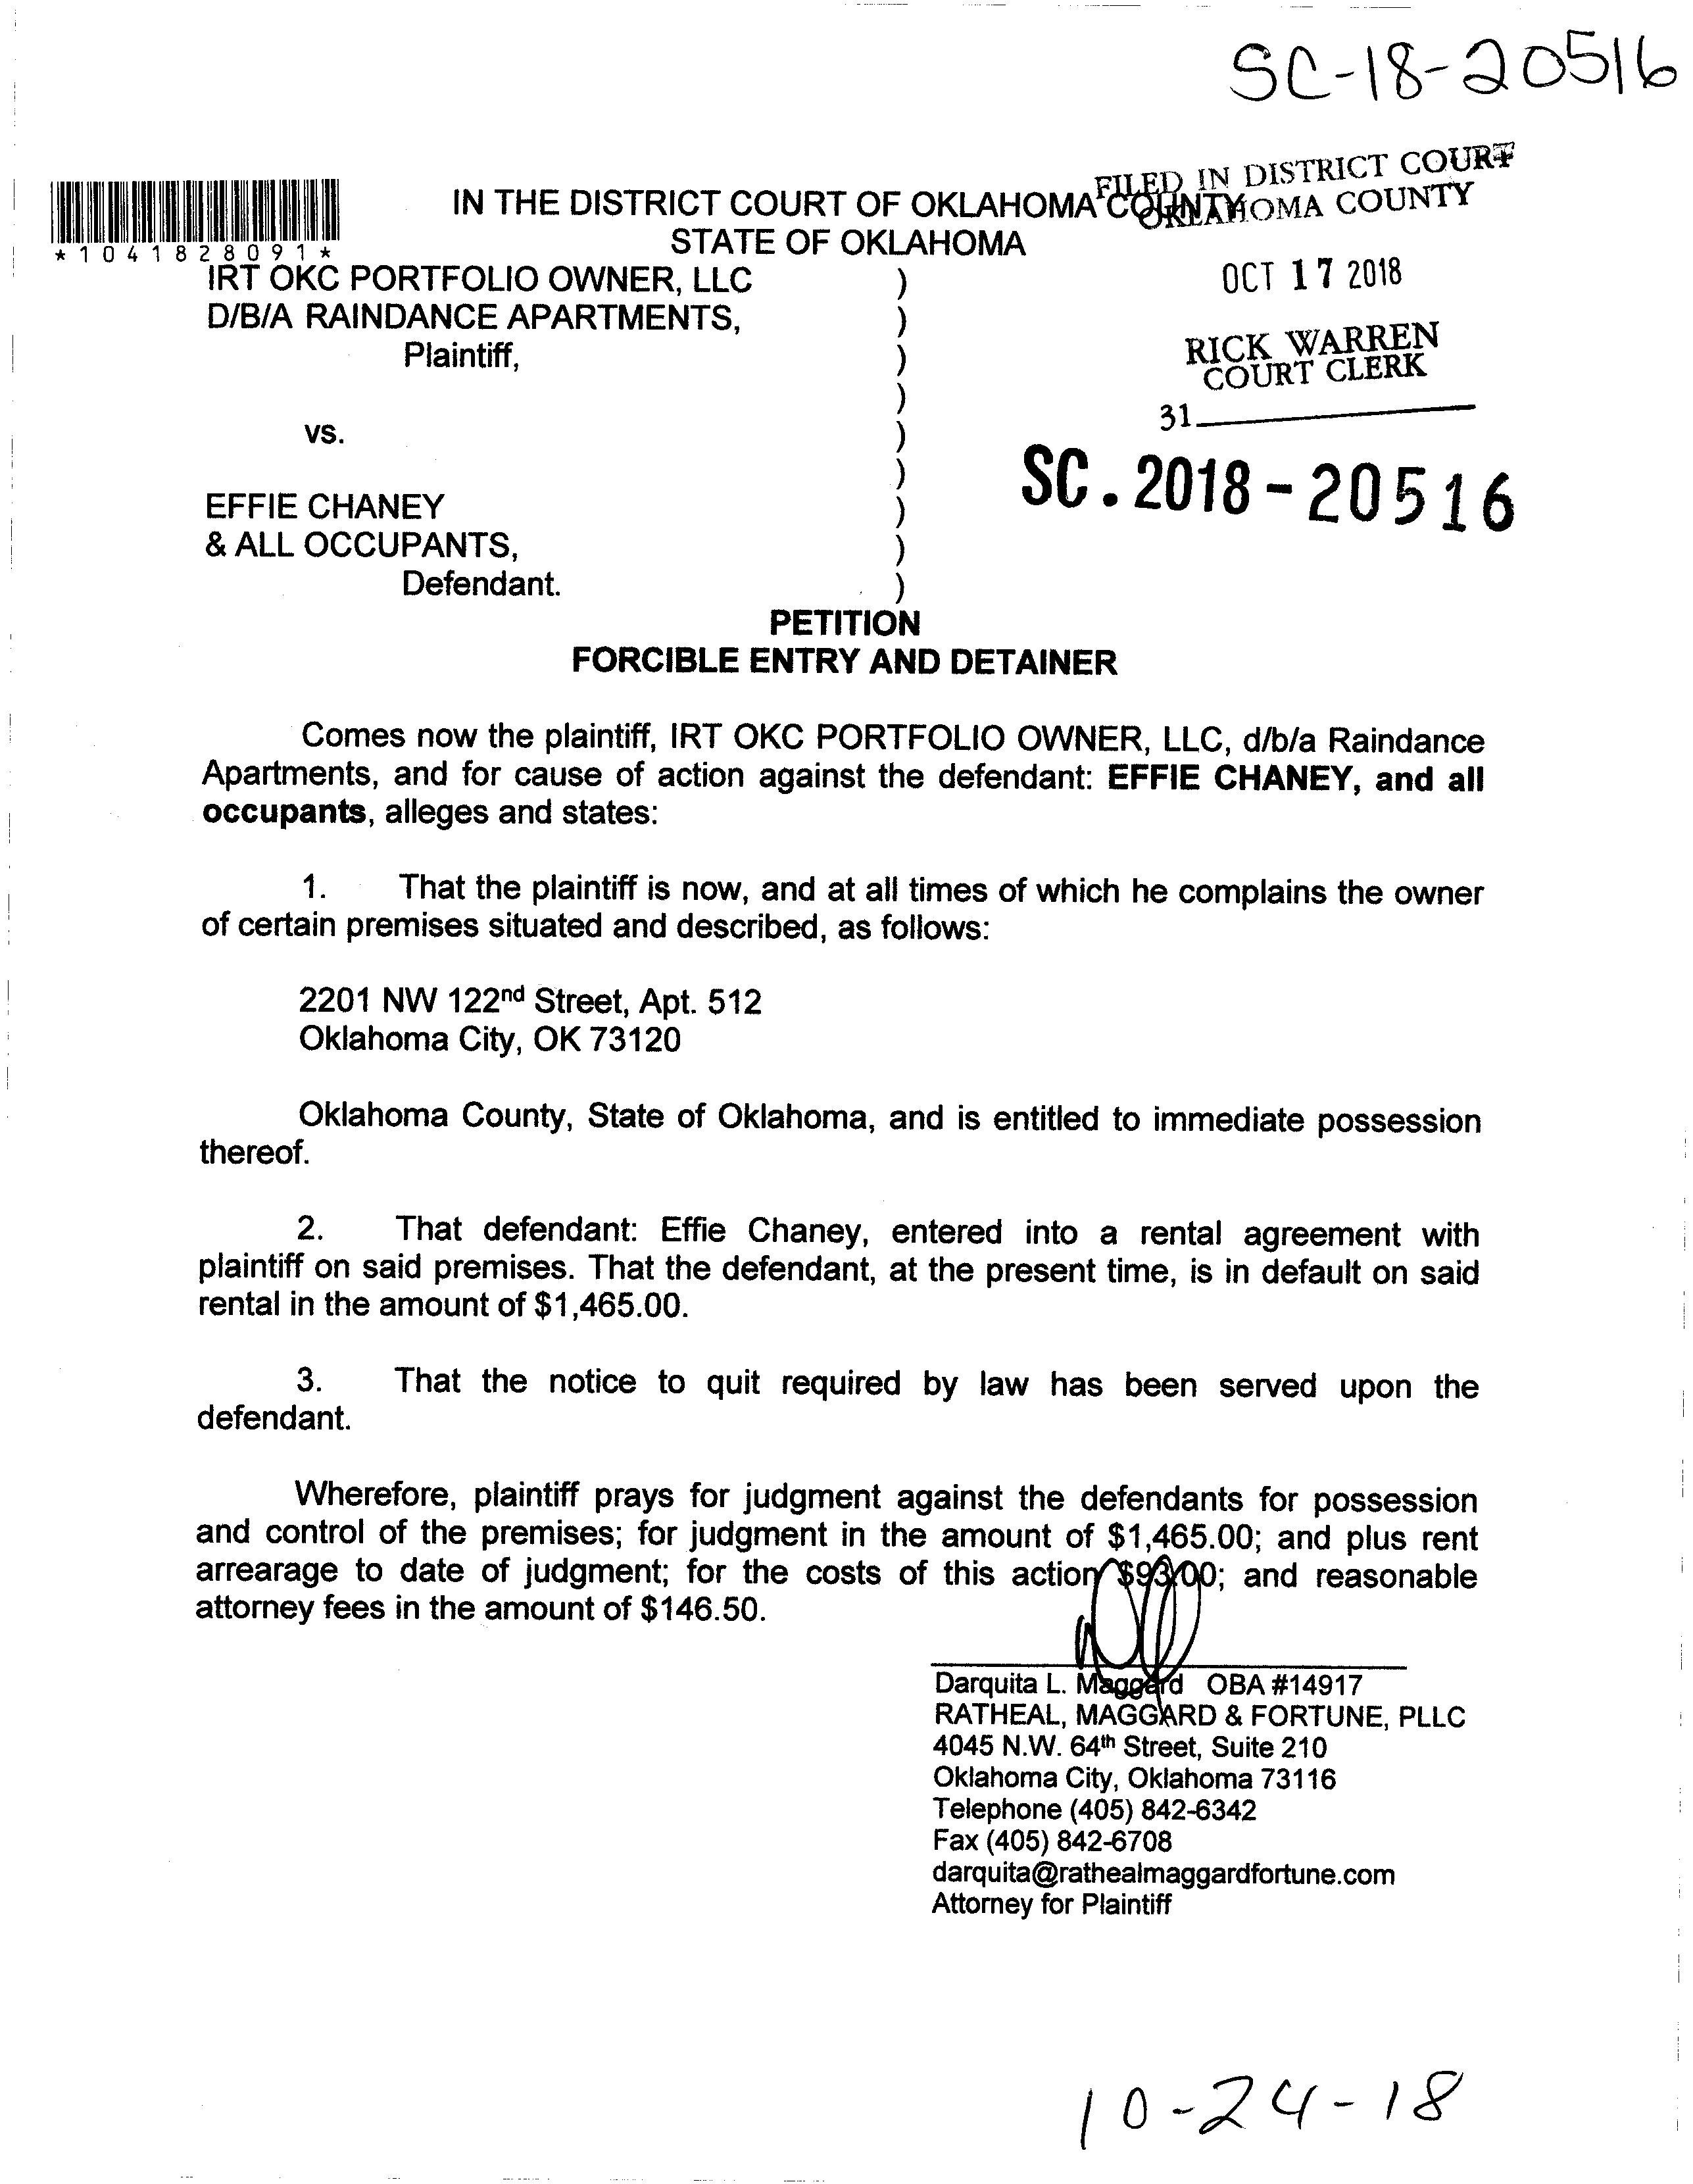 SC-18-20516
FILED IN DISTRICT COURT
OKLAHOMA COUNTY
IN THE DISTRICT COURT OF OKLAHOMA COUNTY
STATE OF OKLAHOMA
*1041828091*
OCT 17 2018
RICK WARREN
COURT CLERK
31
SC.2018-20516
IRT OKC PORTFOLIO OWNER, LLC )
D/B/A RAINDANCE APARTMENTS, )
Plaintiff, )
)
vs. )
)
EFFIE CHANEY )
& ALL OCCUPANTS, )
Defendant. )
PETITION
FORCIBLE ENTRY AND DETAINER
Comes now the plaintiff, IRT OKC PORTFOLIO OWNER, LLC, d/b/a Raindance
Apartments, and for cause of action against the defendant: EFFIE CHANEY, and all
occupants, alleges and states:
1. That the plaintiff is now, and at all times of which he complains the owner
of certain premises situated and described, as follows:
2201 NW 122nd Street, Apt. 512
Oklahoma City, OK 73120
Oklahoma County, State of Oklahoma, and is entitled to immediate possession
thereof.
2. That defendant: Effie Chaney, entered into a rental agreement with
plaintiff on said premises. That the defendant, at the present time, is in default on said
rental in the amount of $1,465.00.
3. That the notice to quit required by law has been served upon the
defendant.
Wherefore, plaintiff prays for judgment against the defendants for possession
and control of the premises; for judgment in the amount of $1,465.00; and plus rent
arrearage to date of judgment; for the costs of this action $93.00; and reasonable
attorney fees in the amount of $146.50.
Darquita L. Maggard OBA #14917
RATHEAL, MAGGARD & FORTUNE, PLLC
4045 N.W. 64th Street, Suite 210
Oklahoma City, Oklahoma 73116
Telephone (405) 842-6342
Fax (405) 842-6708
darquita@rathealmaggardfortune.com
Attorney for Plaintiff
10-24-18